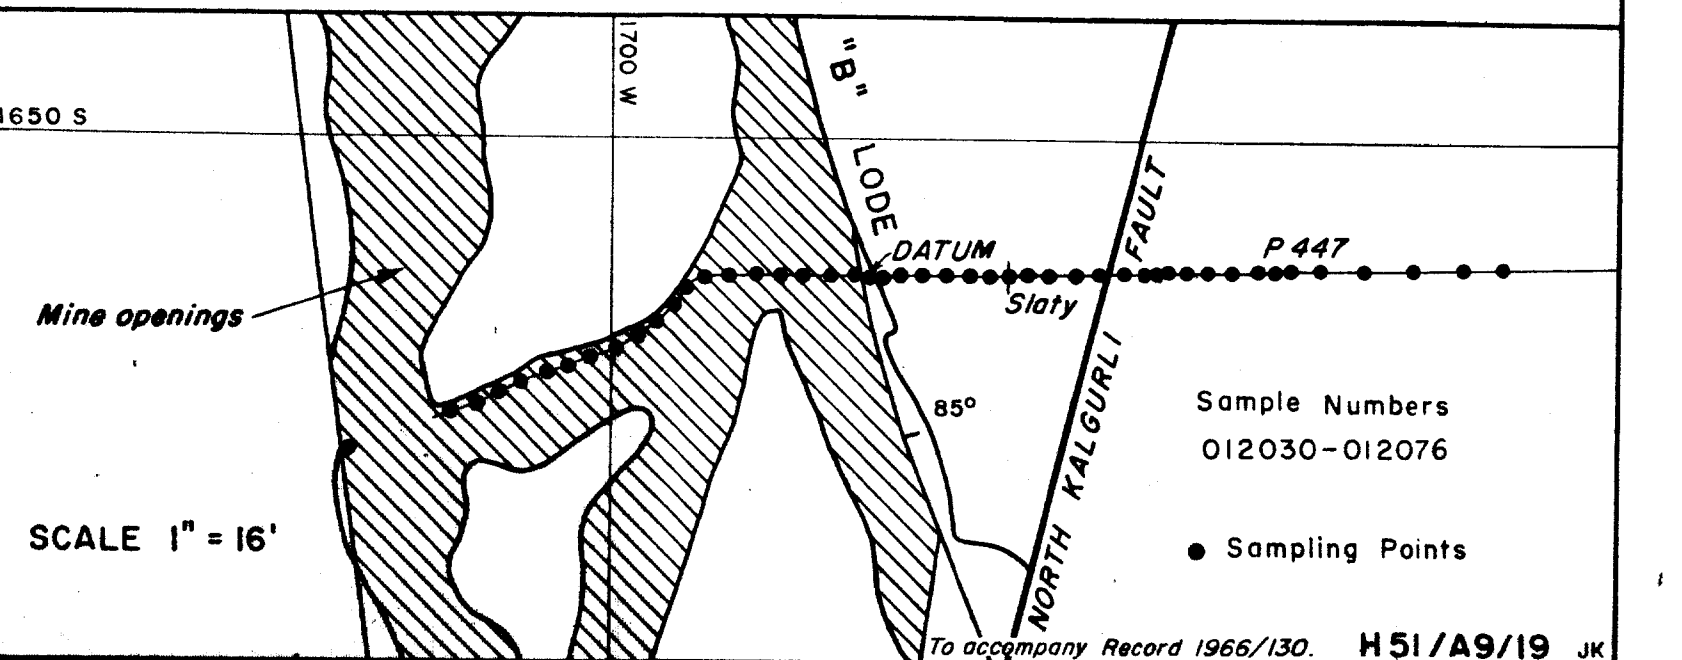 1700 W
"B" LODE
1650 S
FAULT
DATUM
P 447
Mine openings
Slaty
NORTH KALGURLI
85°
Sample Numbers
012030-012076
SCALE 1" = 16'
Sampling Points
To accompany Record 1966/130. H51/A9/19 JK